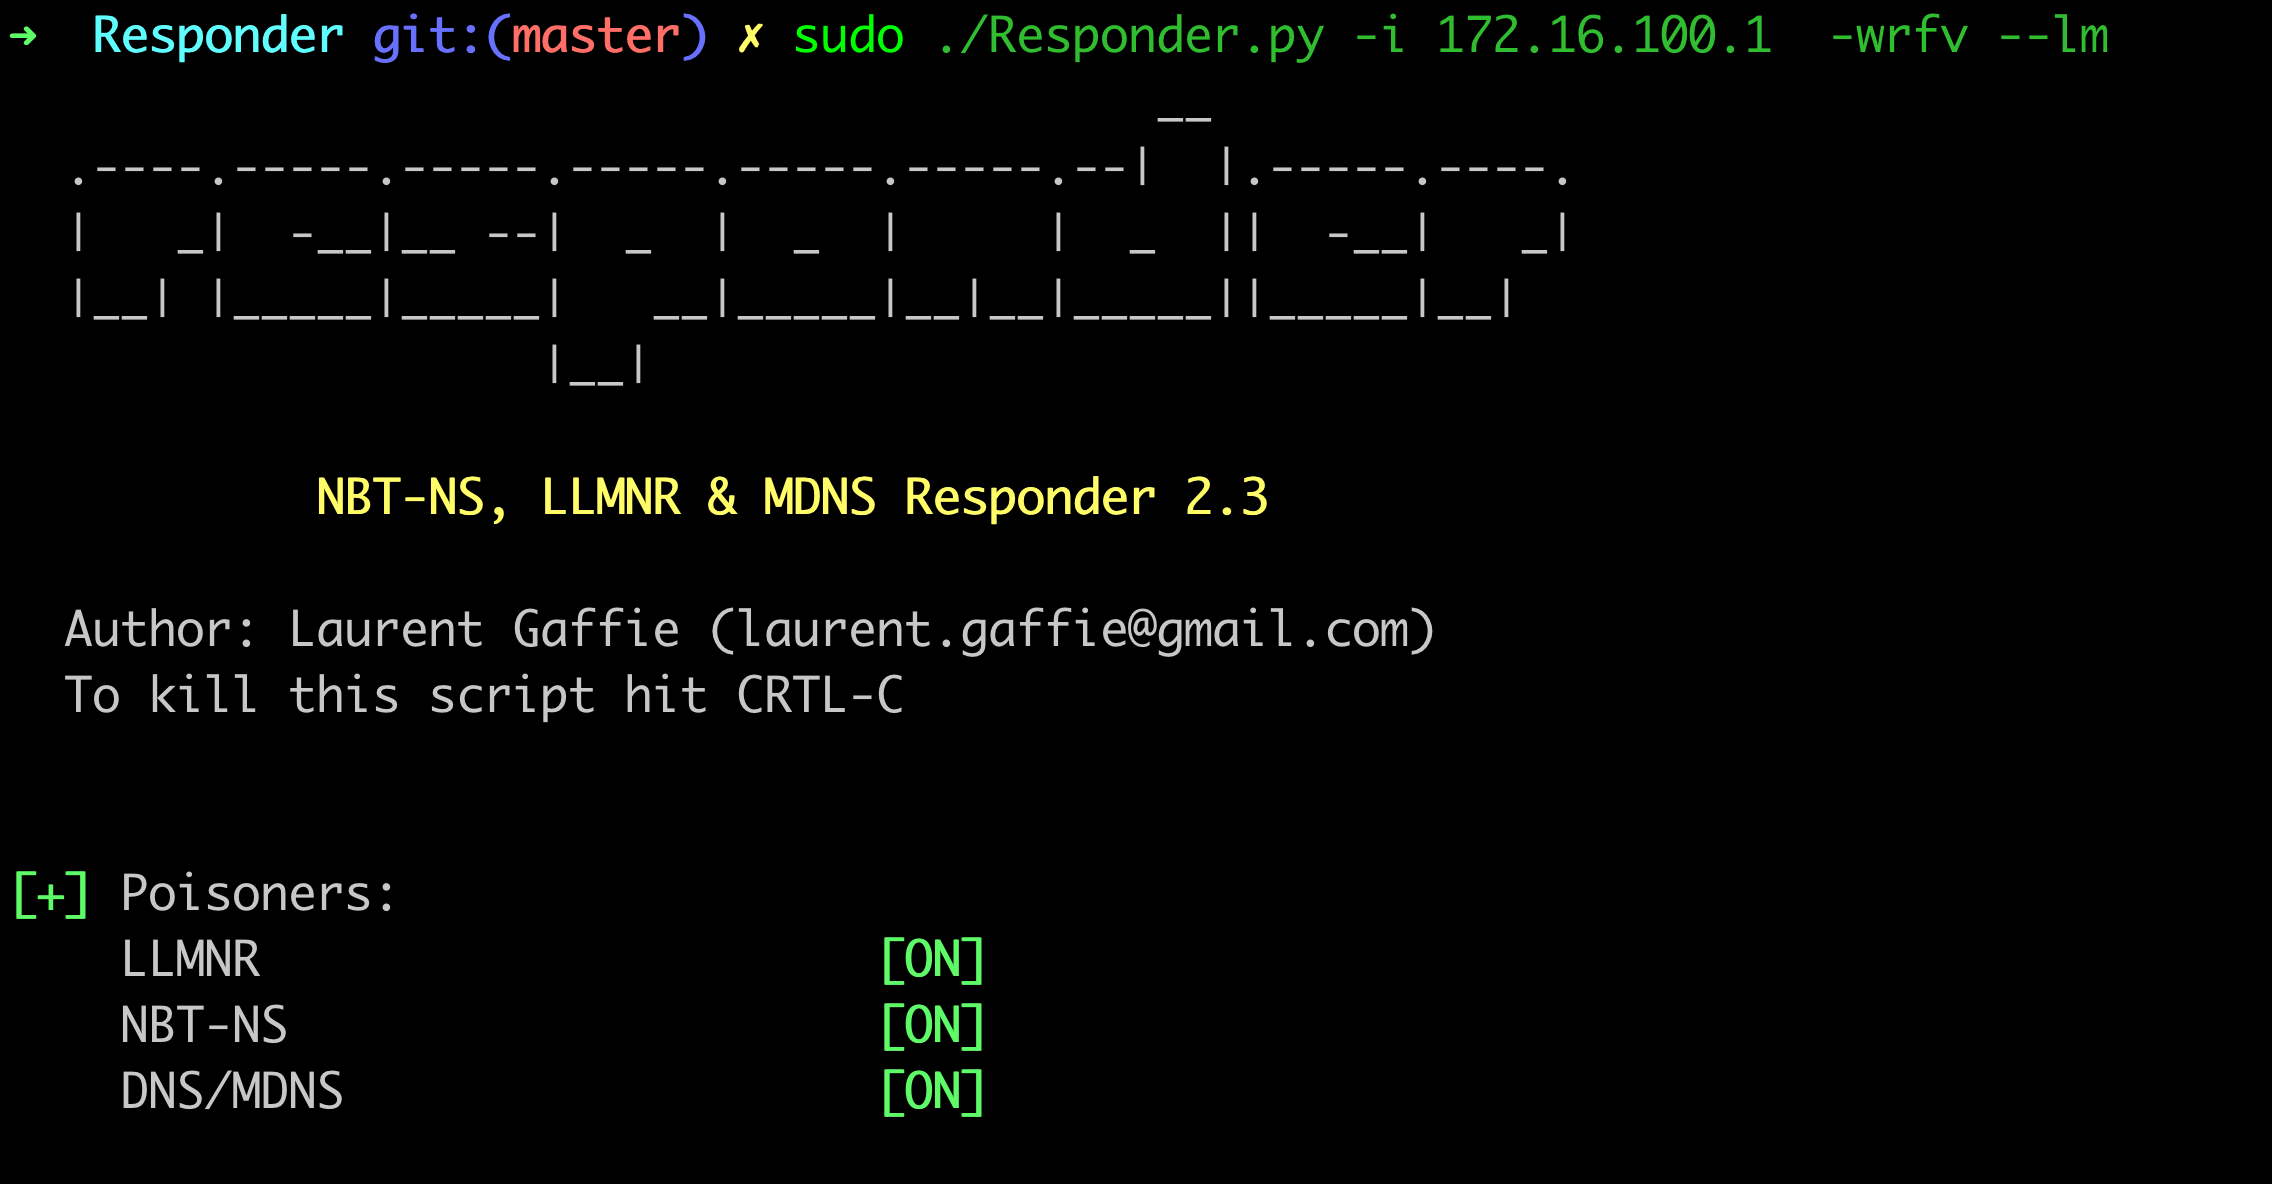 ➜  Responder git:(master) ✗ sudo ./Responder.py -i 172.16.100.1  -wrfv --lm
                                         __
  .----.-----.-----.-----.-----.-----.--|  |.-----.----.
  |   _|  -__|__ --|  _  |  _  |     |  _  ||  -__|   _|
  |__| |_____|_____|   __|_____|__|__|_____||_____|__|
                   |__|
NBT-NS, LLMNR & MDNS Responder 2.3
Author: Laurent Gaffie (laurent.gaffie@gmail.com)
To kill this script hit CRTL-C
[+] Poisoners:
LLMNR [ON]
NBT-NS [ON]
DNS/MDNS [ON]